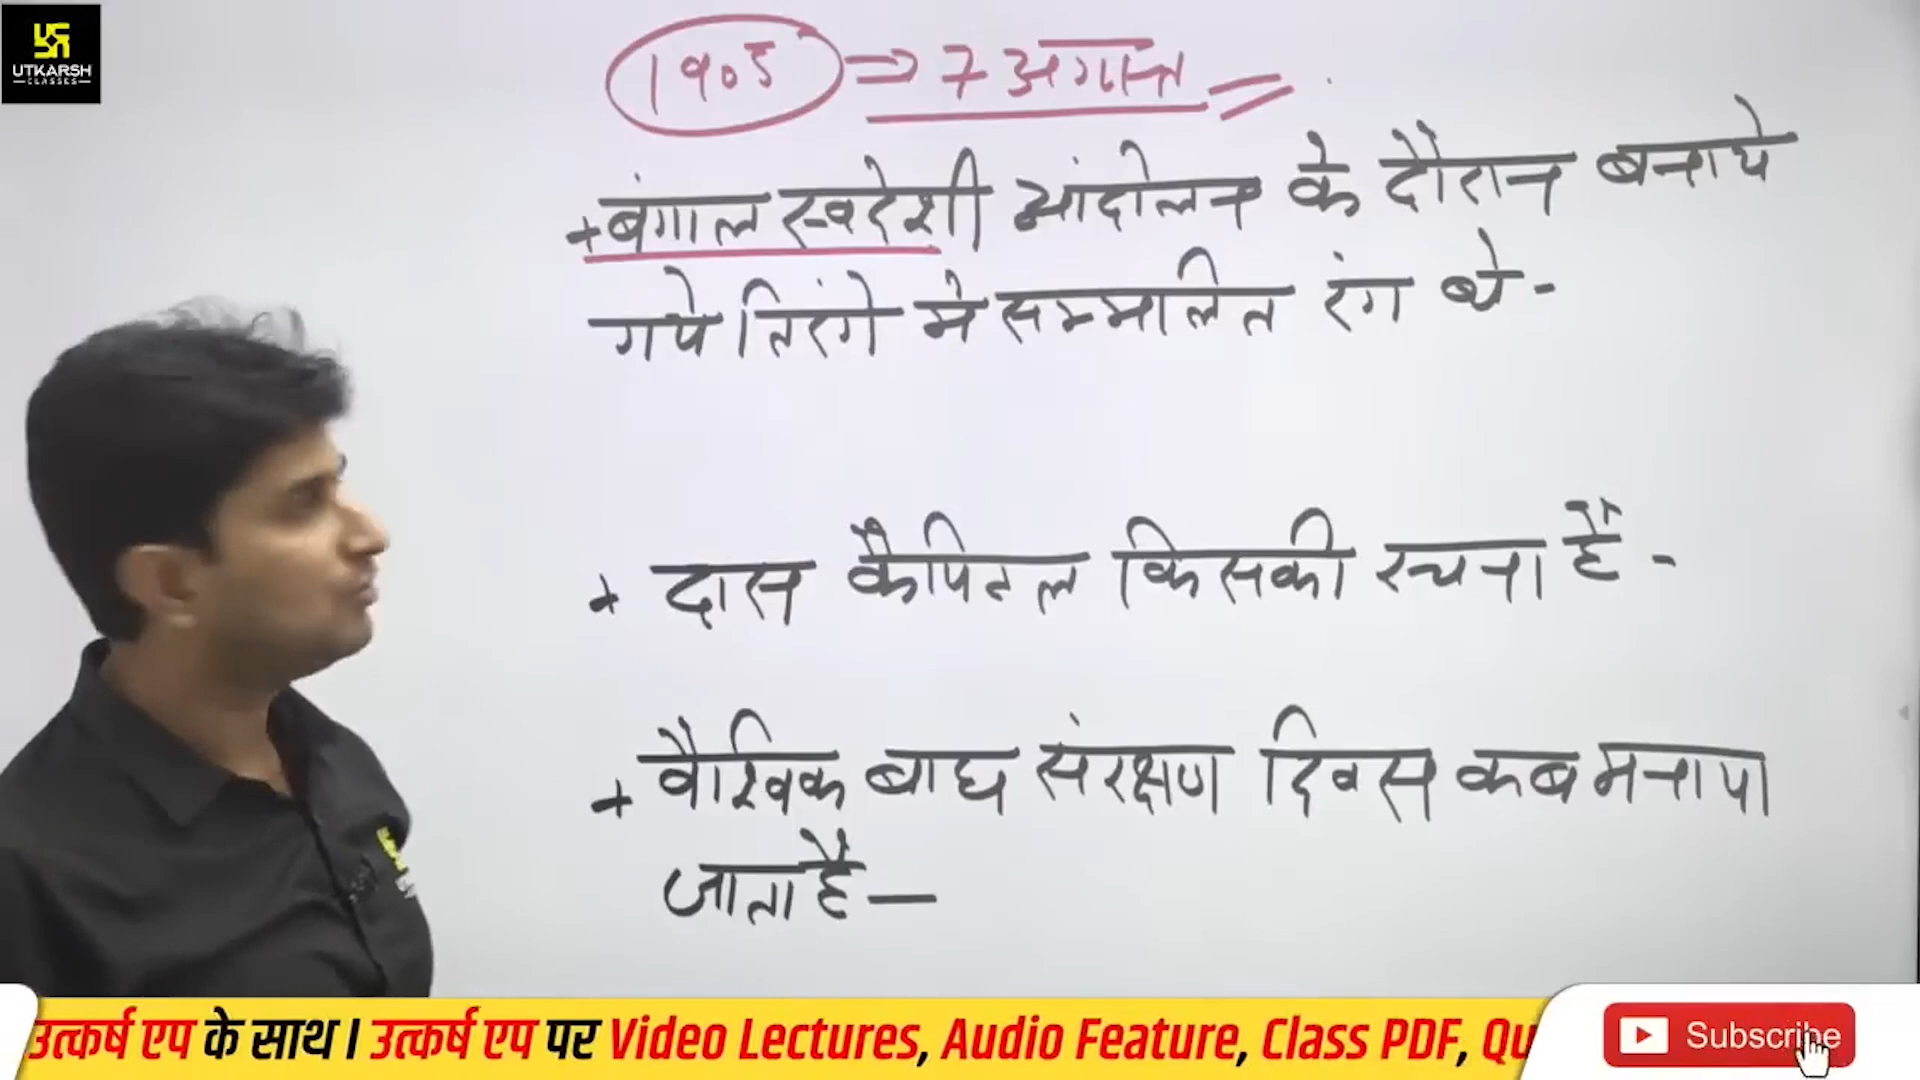 UTKARSH
CLASSES
1905 ⇒ 7 अगस्त
+ बंगाल स्वदेशी आंदोलन के दौरान बनाये
गये तिरंगे मे सम्मालित रंग थे -
+ दास कैपिटल किसकी रचना हैं -
+ वैश्विक बाघ संरक्षण दिवस कब मनाया
जाता है —
उत्कर्ष एप के साथ । उत्कर्ष एप पर Video Lectures, Audio Feature, Class PDF, Qu
Subscribe